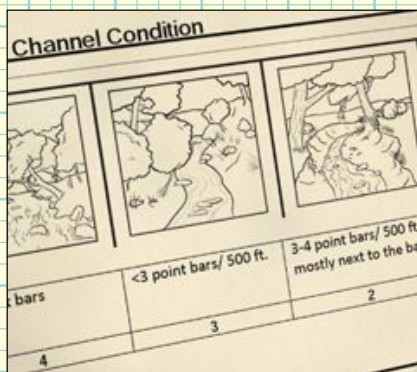 Channel Condition
bars
<3 point bars/ 500 ft.
3-4 point bars/ 500 ft
mostly next to the ba
4
3
2